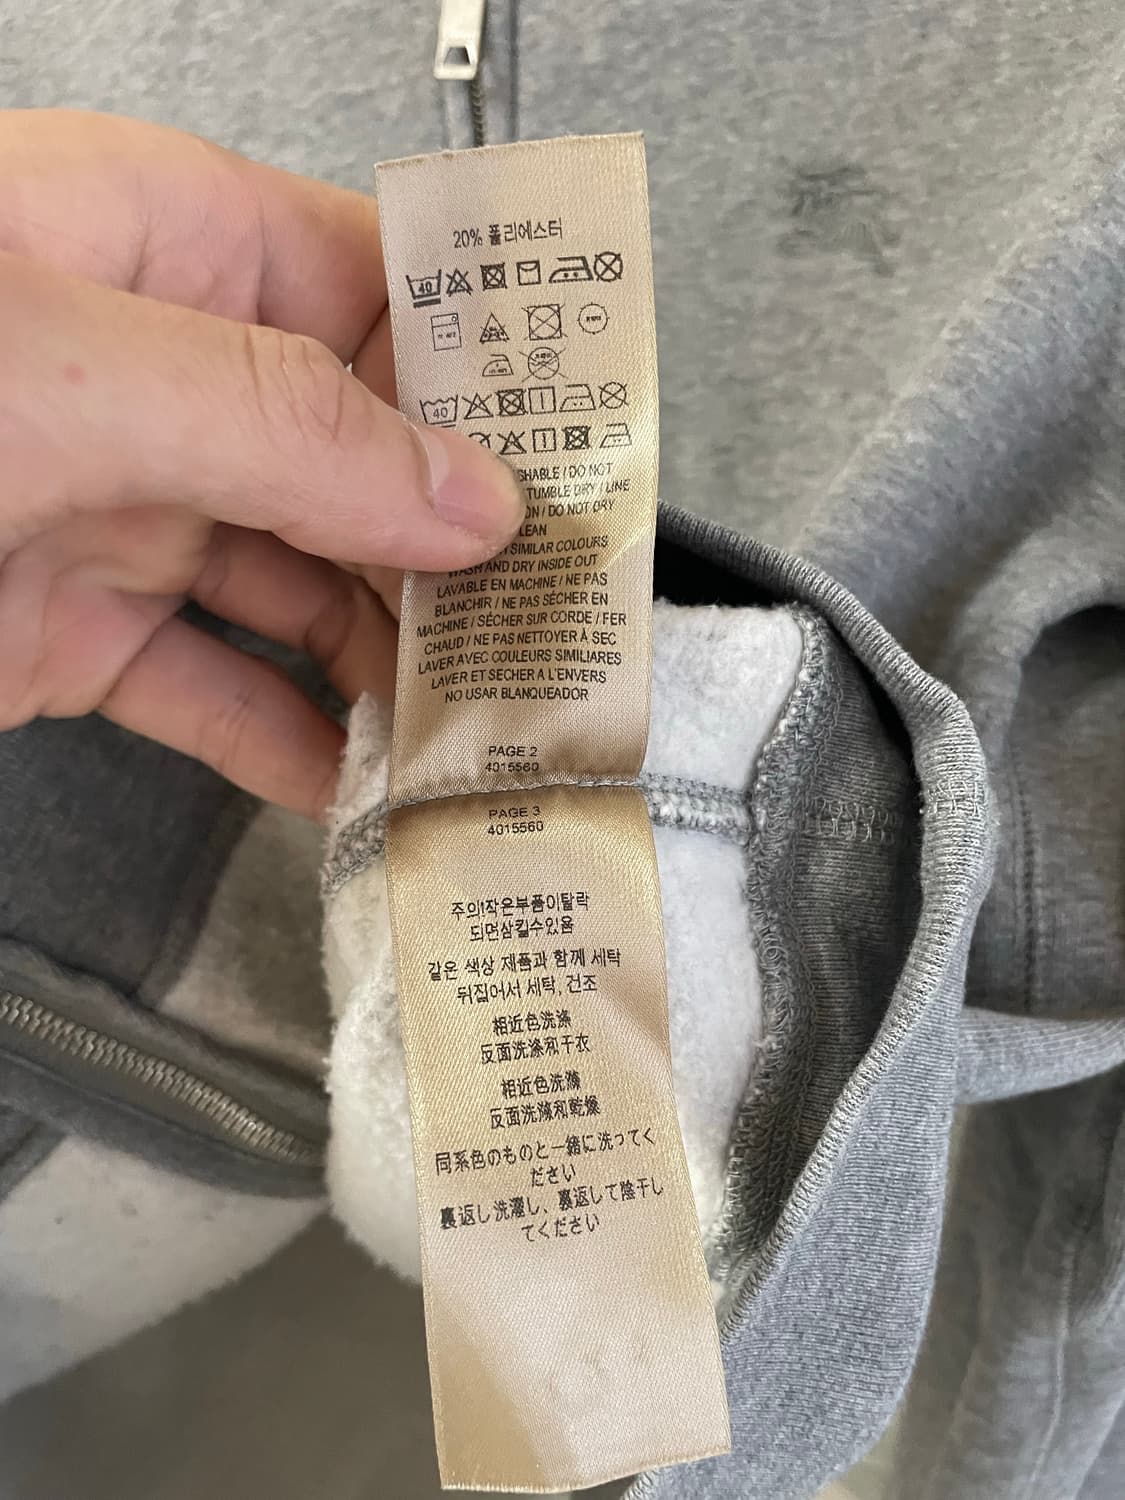 20% 폴리에스터
40
40
SHABLE / DO NOT
TUMBLE DRY / LINE
ON / DO NOT DRY
LEAN
SIMILAR COLOURS
WASH AND DRY INSIDE OUT
LAVABLE EN MACHINE / NE PAS
BLANCHIR / NE PAS SÉCHER EN
MACHINE / SÉCHER SUR CORDE / FER
CHAUD / NE PAS NETTOYER À SEC
LAVER AVEC COULEURS SIMILIARES
LAVER ET SECHER A L'ENVERS
NO USAR BLANQUEADOR
PAGE 2
4015560
PAGE 3
4015560
주의!작은부품이탈락
되면삼킬수있음
같은 색상 제품과 함께 세탁
뒤집어서 세탁, 건조
相近色洗涤
反面洗涤和干衣
相近色洗滌
反面洗滌和乾燥
同系色のものと一緒に洗ってく
ださい
裏返し洗濯し、裏返して陰干し
てください